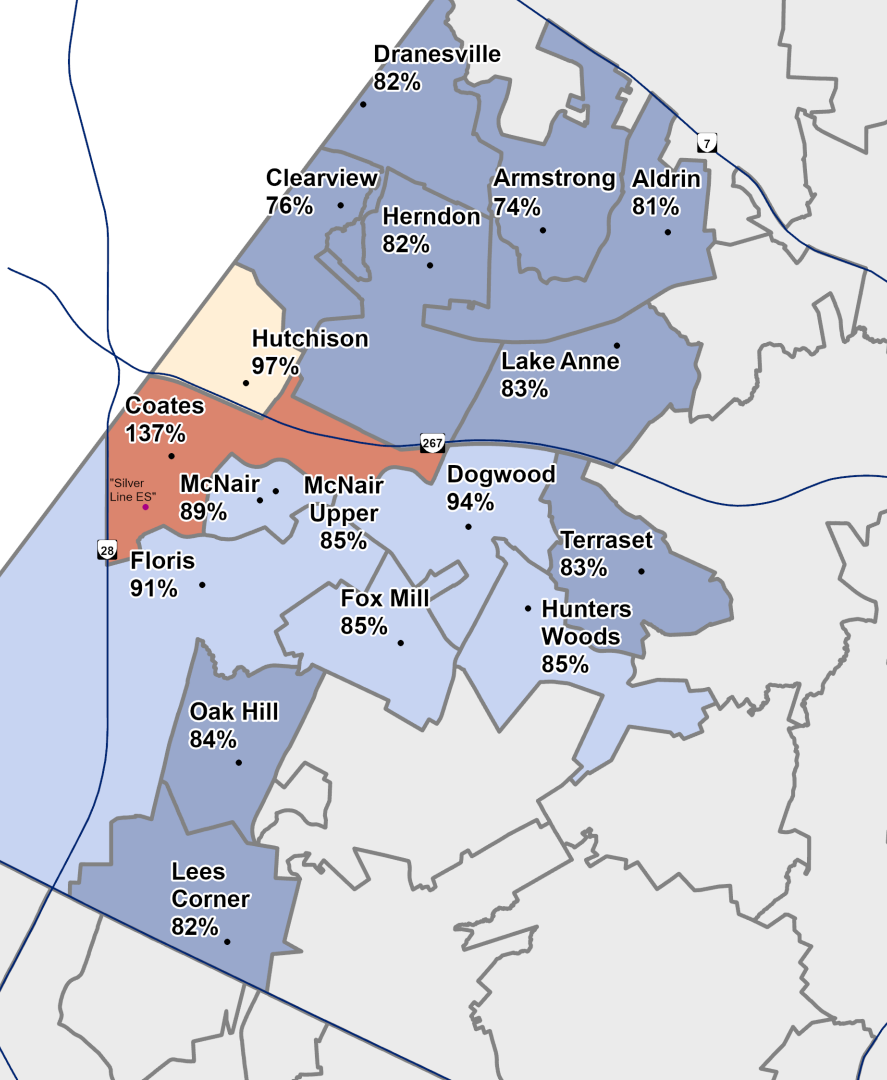 Dranesville
82%
Clearview
76%
Armstrong
74%
Aldrin
81%
7
Herndon
82%
Hutchison
97%
Lake Anne
83%
Coates
137%
267
"Silver
Line ES"
McNair
89%
McNair
Upper
85%
Dogwood
94%
28
Floris
91%
Terraset
83%
Fox Mill
85%
Hunters
Woods
85%
Oak Hill
84%
Lees
Corner
82%